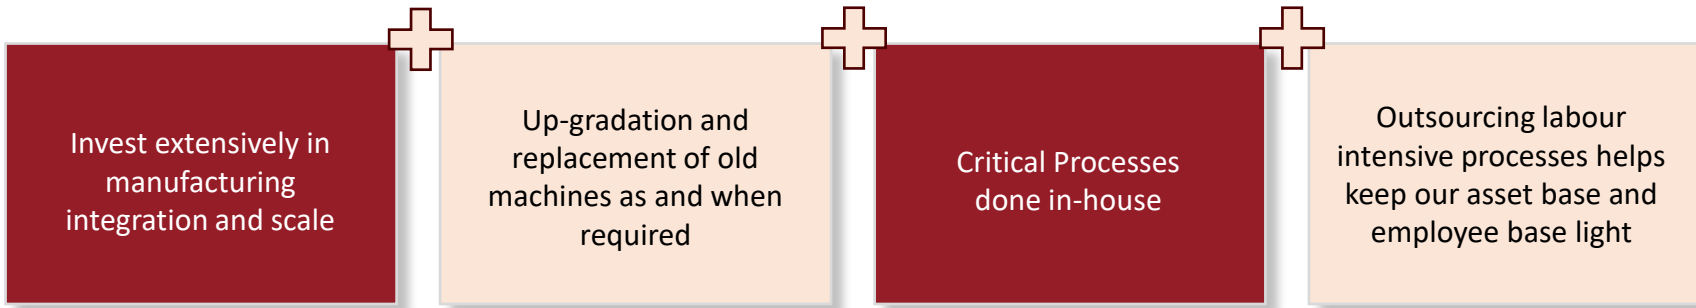 Invest extensively in
manufacturing
integration and scale
Up-gradation and
replacement of old
machines as and when
required
Critical Processes
done in-house
Outsourcing labour
intensive processes helps
keep our asset base and
employee base light